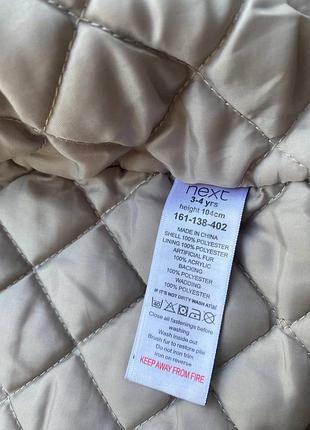 next
3-4 yrs
height 104cm
161-138-402
MADE IN CHINA
SHELL 100% POLYESTER
LINING 100% POLYESTER
ARTIFICIAL FUR
100% ACRYLIC
BACKING
100% POLYESTER
WADDING
100% POLYESTER
IF IT'S NOT DIRTY WASH AT30°
Close all fastenings before
washing
Wash inside out
Brush fur to restore pile
Do not iron trim
Iron on reverse
KEEP AWAY FROM FIRE